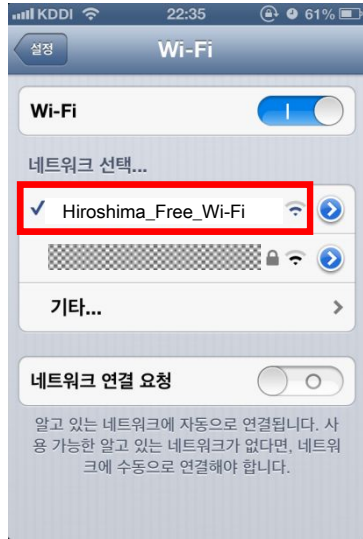 KDDI 22:35 61%
설정 Wi-Fi
Wi-Fi
네트워크 선택...
✓ Hiroshima_Free_Wi-Fi
기타...
네트워크 연결 요청
알고 있는 네트워크에 자동으로 연결됩니다. 사
용 가능한 알고 있는 네트워크가 없다면, 네트워
크에 수동으로 연결해야 합니다.